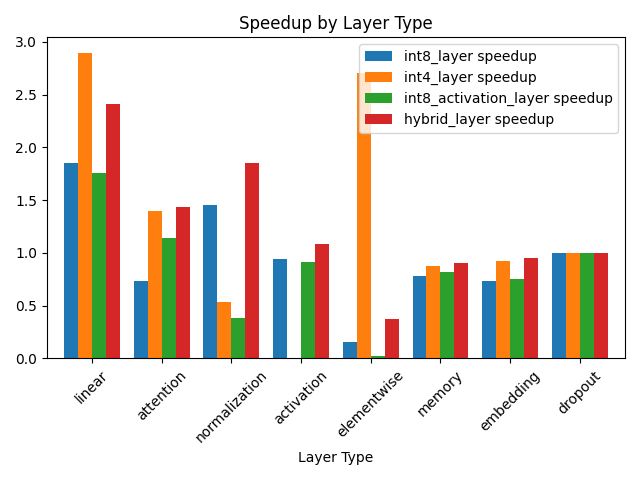 Speedup by Layer Type
3.0
2.5
2.0
1.5
1.0
0.5
0.0
int8_layer speedup
int4_layer speedup
int8_activation_layer speedup
hybrid_layer speedup
linear
attention
normalization
activation
elementwise
memory
embedding
dropout
Layer Type